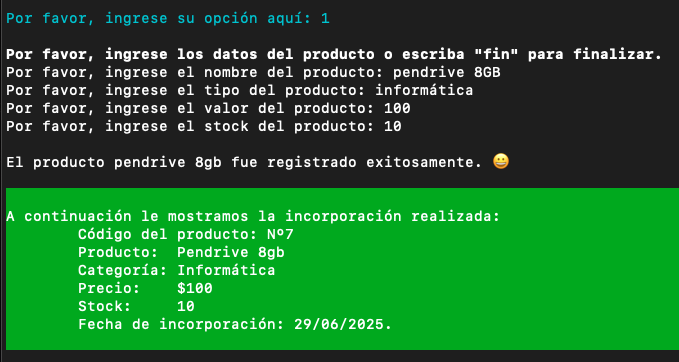 Por favor, ingrese su opción aquí: 1
Por favor, ingrese los datos del producto o escriba "fin" para finalizar.
Por favor, ingrese el nombre del producto: pendrive 8GB
Por favor, ingrese el tipo del producto: informática
Por favor, ingrese el valor del producto: 100
Por favor, ingrese el stock del producto: 10
El producto pendrive 8gb fue registrado exitosamente. 😀
A continuación le mostramos la incorporación realizada:
Código del producto: Nº7
Producto: Pendrive 8gb
Categoría: Informática
Precio: $100
Stock: 10
Fecha de incorporación: 29/06/2025.